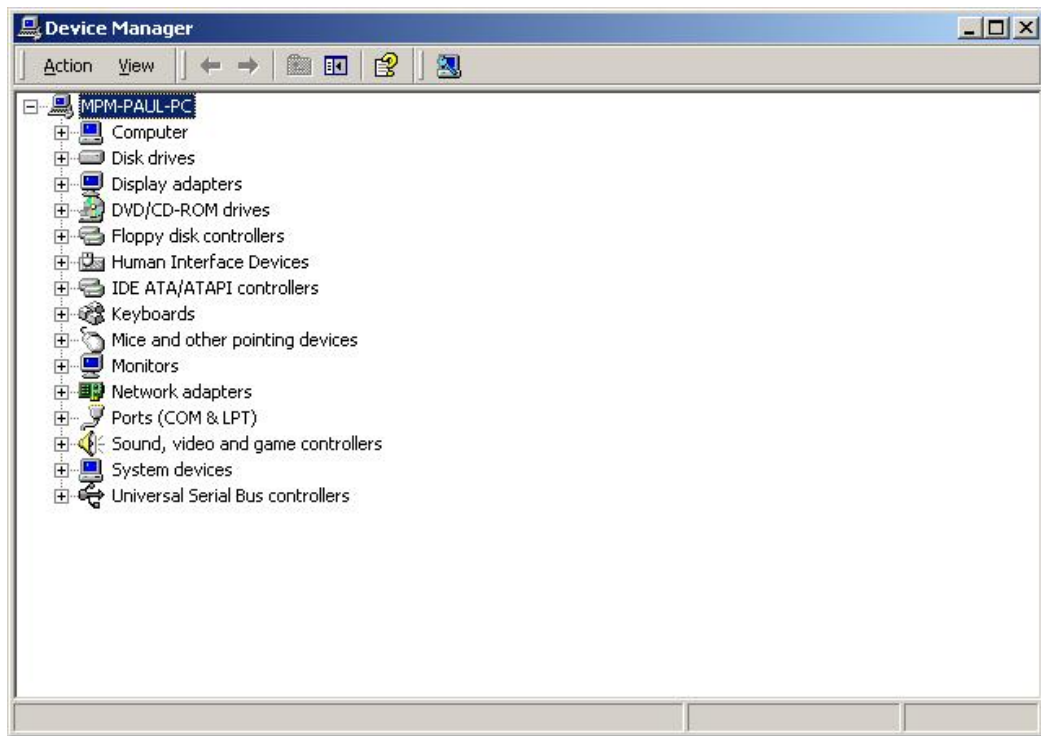 Device Manager
Action View
MPM-PAUL-PC
Computer
Disk drives
Display adapters
DVD/CD-ROM drives
Floppy disk controllers
Human Interface Devices
IDE ATA/ATAPI controllers
Keyboards
Mice and other pointing devices
Monitors
Network adapters
Ports (COM & LPT)
Sound, video and game controllers
System devices
Universal Serial Bus controllers